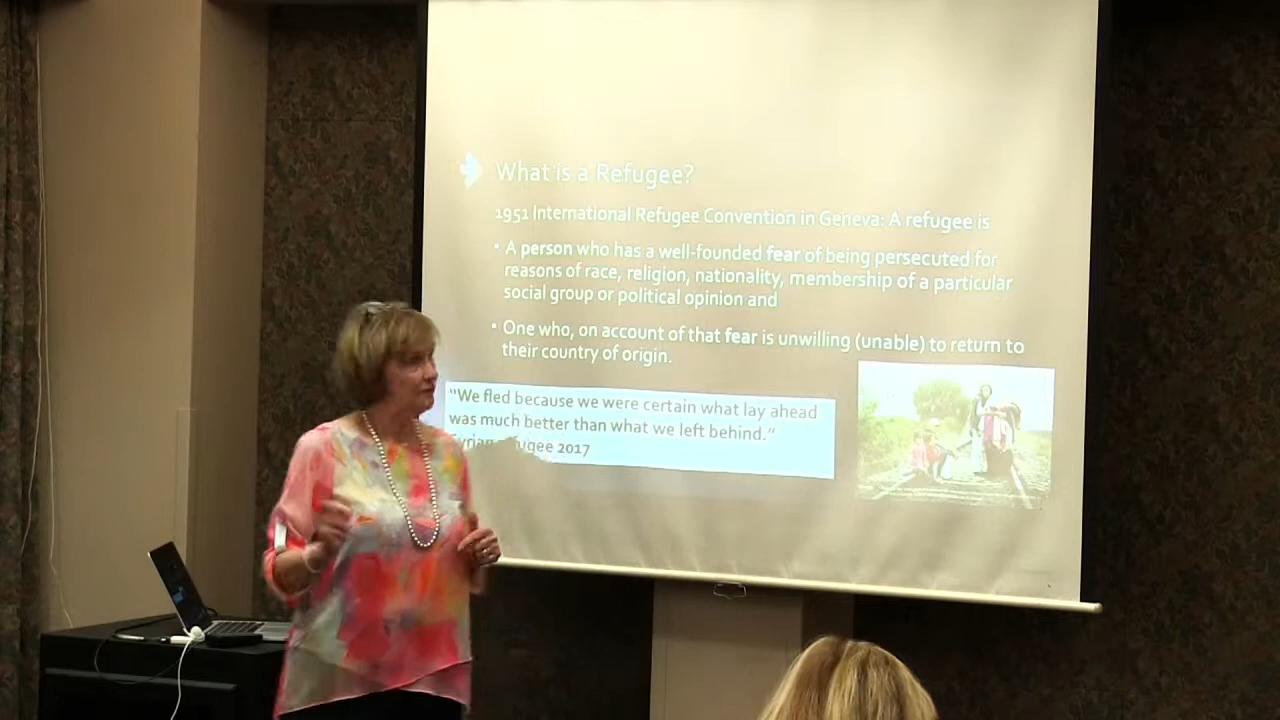 What is a Refugee?
1951 International Refugee Convention in Geneva: A refugee is
• A person who has a well-founded fear of being persecuted for
reasons of race, religion, nationality, membership of a particular
social group or political opinion and
• One who, on account of that fear is unwilling (unable) to return to
their country of origin.
“We fled because we were certain what lay ahead
was much better than what we left behind.”
2017